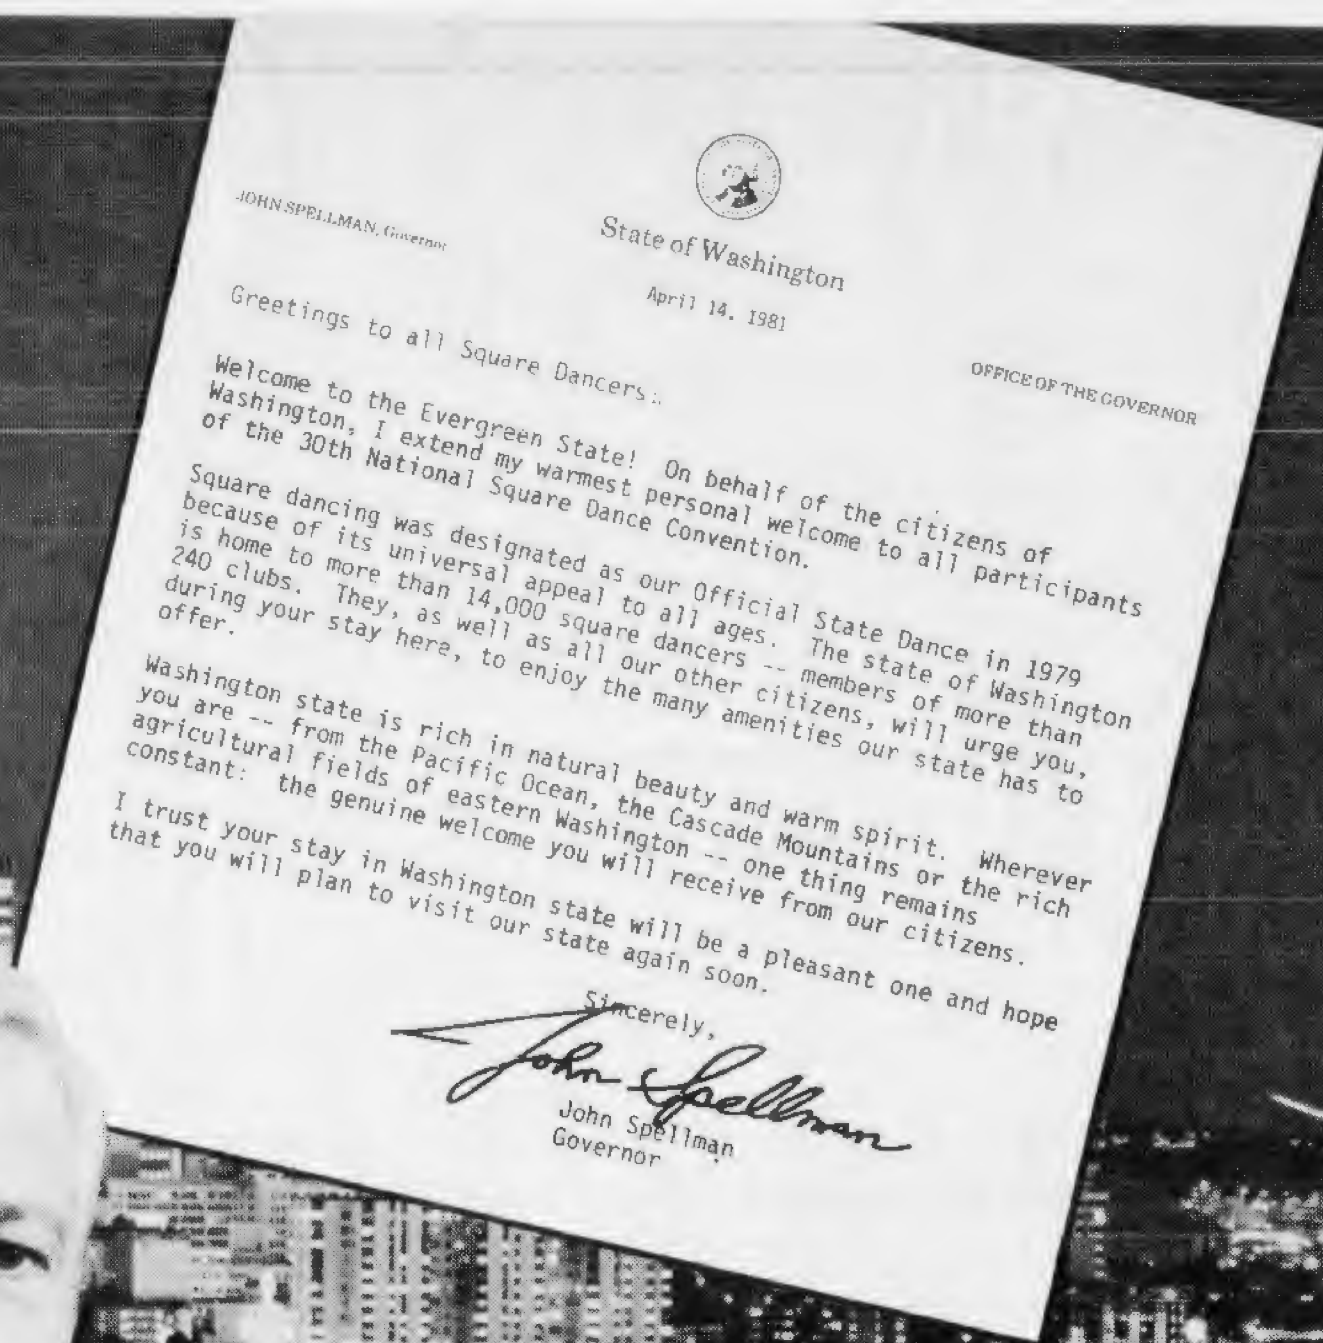 JOHN SPELLMAN, Governor
State of Washington
April 14, 1981
OFFICE OF THE GOVERNOR
Greetings to all Square Dancers:
Welcome to the Evergreen State! On behalf of the citizens of
Washington, I extend my warmest personal welcome to all participants
of the 30th National Square Dance Convention.
Square dancing was designated as our Official State Dance in 1979
because of its universal appeal to all ages. The state of Washington
is home to more than 14,000 square dancers -- members of more than
240 clubs. They, as well as all our other citizens, will urge you,
during your stay here, to enjoy the many amenities our state has to
offer.
Washington state is rich in natural beauty and warm spirit. Wherever
you are -- from the Pacific Ocean, the Cascade Mountains or the rich
agricultural fields of eastern Washington -- one thing remains
constant: the genuine welcome you will receive from our citizens.
I trust your stay in Washington state will be a pleasant one and hope
that you will plan to visit our state again soon.
Sincerely,
John Spellman
John Spellman
Governor